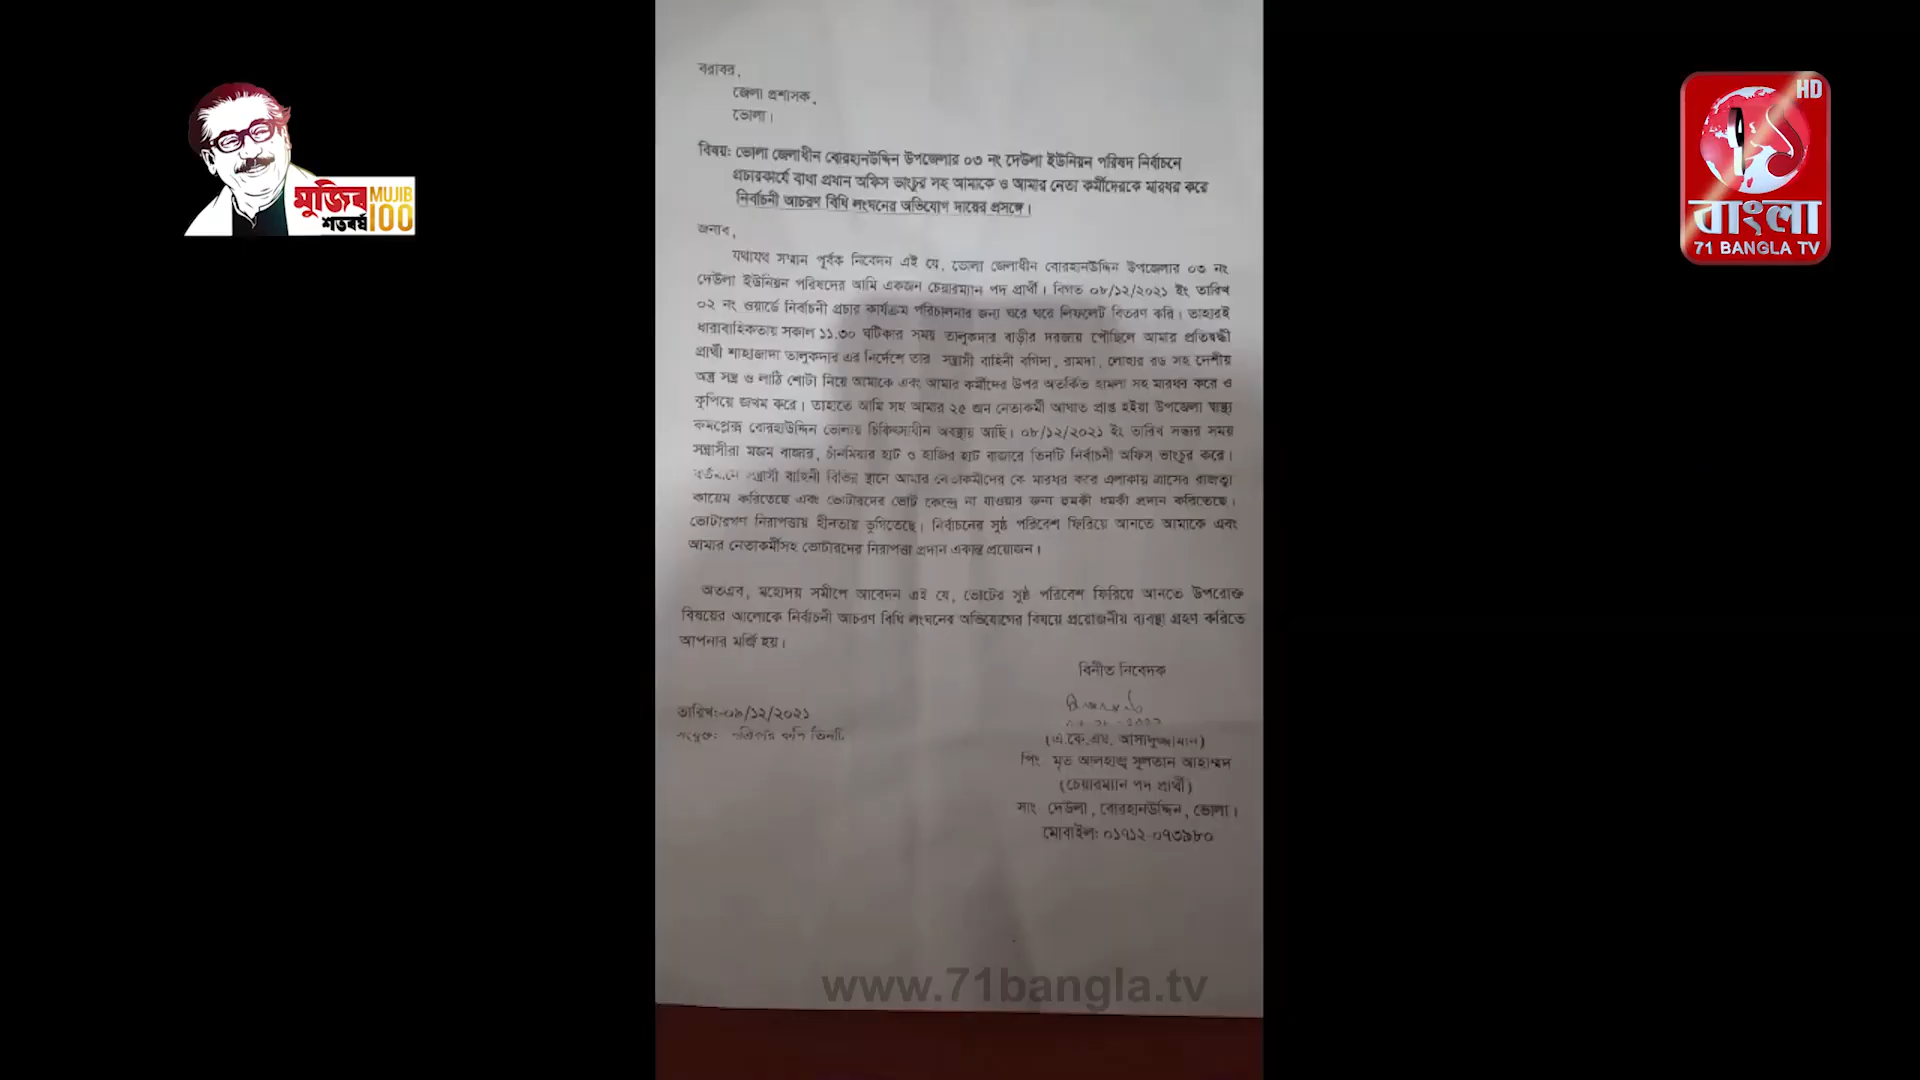 বরাবর,
জেলা প্রশাসক,
ভোলা।
বিষয়: ভোলা জেলাধীন বোরহানউদ্দিন উপজেলার ০৩ নং দেউলা ইউনিয়ন পরিষদ নির্বাচনে
প্রচারকার্যে বাধা প্রধান অফিস ভাংচুর সহ আমাকে ও আমার নেতা কর্মীদেরকে মারধর করে
নির্বাচনী আচরণ বিধি লংঘনের অভিযোগ দায়ের প্রসঙ্গে।
জনাব,
যথাযথ সম্মান পূর্বক নিবেদন এই যে, ভোলা জেলাধীন বোরহানউদ্দিন উপজেলার ০৩ নং
দেউলা ইউনিয়ন পরিষদের আমি একজন চেয়ারম্যান পদ প্রার্থী। বিগত ০৮/১২/২০২১ ইং তারিখ
০২ নং ওয়ার্ডে নির্বাচনী প্রচার কার্যক্রম পরিচালনার জন্য ঘরে ঘরে লিফলেট বিতরণ করি। তাহারই
ধারাবাহিকতায় সকাল ১১.৩০ ঘটিকার সময় তালুকদার বাড়ীর দরজায় পৌছিলে আমার প্রতিদ্বন্ধী
প্রার্থী শাহাজাদা তালুকদার এর নির্দেশে তার সন্ত্রাসী বাহিনী বগিদা, রামদা, লোহার রড সহ দেশীয়
অস্ত্র সস্ত্র ও লাঠি শোটা নিয়ে আমাকে এবং আমার কর্মীদের উপর অতর্কিত হামলা সহ মারধর করে ও
কুপিয়ে জখম করে। তাহাতে আমি সহ আমার ২৫ জন নেতাকর্মী আঘাত প্রাপ্ত হইয়া উপজেলা স্বাস্থ্য
কমপ্লেক্স বোরহাউদ্দিন ভোলায় চিকিৎসাধীন অবস্থায় আছি। ০৮/১২/২০২১ ইং তারিখ সন্ধার সময়
সন্ত্রাসীরা মজম বাজার, চাঁনমিয়ার হাট ও হাজির হাট বাজারে তিনটি নির্বাচনী অফিস ভাংচুর করে।
বর্তমানে সন্ত্রাসী বাহিনী বিভিন্ন স্থানে আমার নেতাকর্মীদের কে মারধর করে এলাকায় ত্রাসের রাজত্ব
কায়েম করিতেছে এবং ভোটারদের ভোট কেন্দ্রে না যাওয়ার জন্য হুমকী ধমকী প্রদান করিতেছে।
ভোটারগণ নিরাপত্তায় হীনতায় ভুগিতেছে। নির্বাচনের সুষ্ঠ পরিবেশ ফিরিয়ে আনতে আমাকে এবং
আমার নেতাকর্মীসহ ভোটারদের নিরাপত্তা প্রদান একান্ত প্রয়োজন।
অতএব, মহোদয় সমীপে আবেদন এই যে, ভোটের সুষ্ঠ পরিবেশ ফিরিয়ে আনতে উপরোক্ত
বিষয়ের আলোকে নির্বাচনী আচরণ বিধি লংঘনের অভিযোগের বিষয়ে প্রয়োজনীয় ব্যবস্থা গ্রহণ করিতে
আপনার মর্জি হয়।
বিনীত নিবেদক
তারিখ:-০৯/১২/২০২১
সংযুক্ত: পত্রিকার কপি তিনটি
(এ.কে.এম. আসাদুজ্জামান)
পিং মৃত আলহাজ্ব সুলতান আহাম্মদ
(চেয়ারম্যান পদ প্রার্থী)
সাং দেউলা, বোরহানউদ্দিন, ভোলা।
মোবাইল: ০১৭১২-০৭৩৯৮০
মুজিব
শতবর্ষ
MUJIB
100
HD
৭১
বাংলা
71 BANGLA TV
www.71bangla.tv